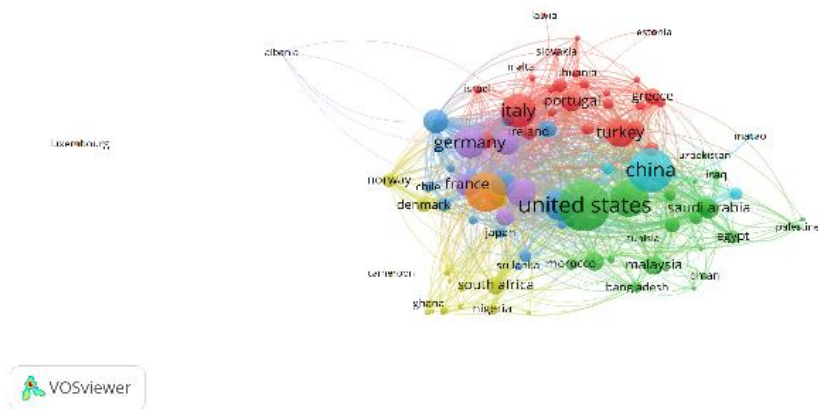 latvia
estonia
albania
slovakia
malta
lithuania
israel
portugal
greece
italy
ireland
turkey
germany
macao
luxembourg
uzbekistan
china
iraq
norway
chile
france
denmark
united states
saudi arabia
palestine
japan
tunisia
egypt
sri lanka
morocco
malaysia
cameroon
oman
south africa
bangladesh
ghana
nigeria
VOSviewer